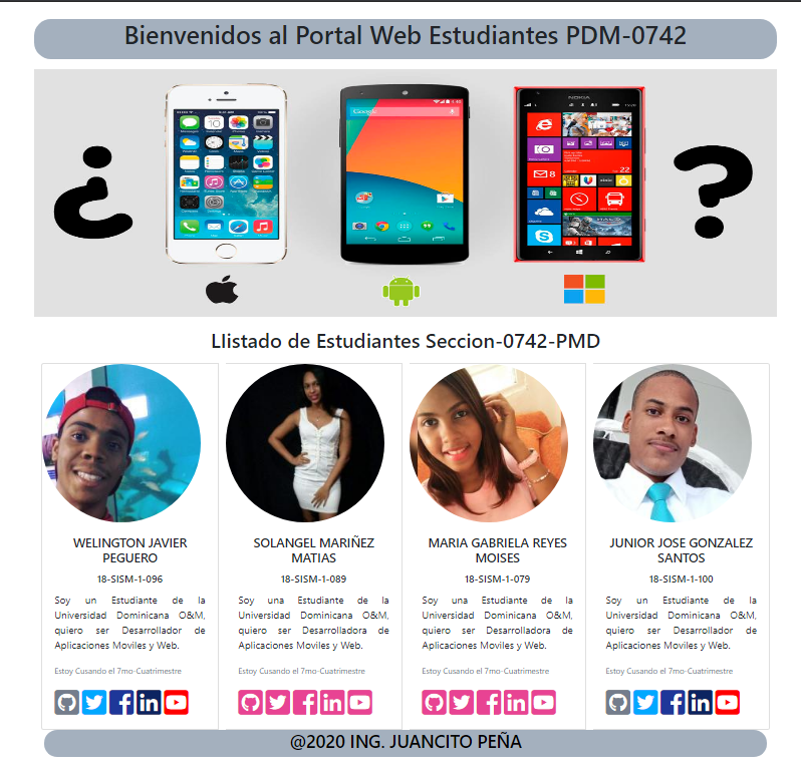 Bienvenidos al Portal Web Estudiantes PDM-0742
¿ ?
NOKIA
Llistado de Estudiantes Seccion-0742-PMD
WELINGTON JAVIER
PEGUERO
18-SISM-1-096
Soy un Estudiante de la
Universidad Dominicana O&M,
quiero ser Desarrollador de
Aplicaciones Moviles y Web.
Estoy Cusando el 7mo-Cuatrimestre
SOLANGEL MARIÑEZ
MATIAS
18-SISM-1-089
Soy una Estudiante de la
Universidad Dominicana O&M,
quiero ser Desarrolladora de
Aplicaciones Moviles y Web.
Estoy Cusando el 7mo-Cuatrimestre
MARIA GABRIELA REYES
MOISES
18-SISM-1-079
Soy una Estudiante de la
Universidad Dominicana O&M,
quiero ser Desarrolladora de
Aplicaciones Moviles y Web.
Estoy Cusando el 7mo-Cuatrimestre
JUNIOR JOSE GONZALEZ
SANTOS
18-SISM-1-100
Soy un Estudiante de la
Universidad Dominicana O&M,
quiero ser Desarrollador de
Aplicaciones Moviles y Web.
Estoy Cusando el 7mo-Cuatrimestre
@2020 ING. JUANCITO PEÑA